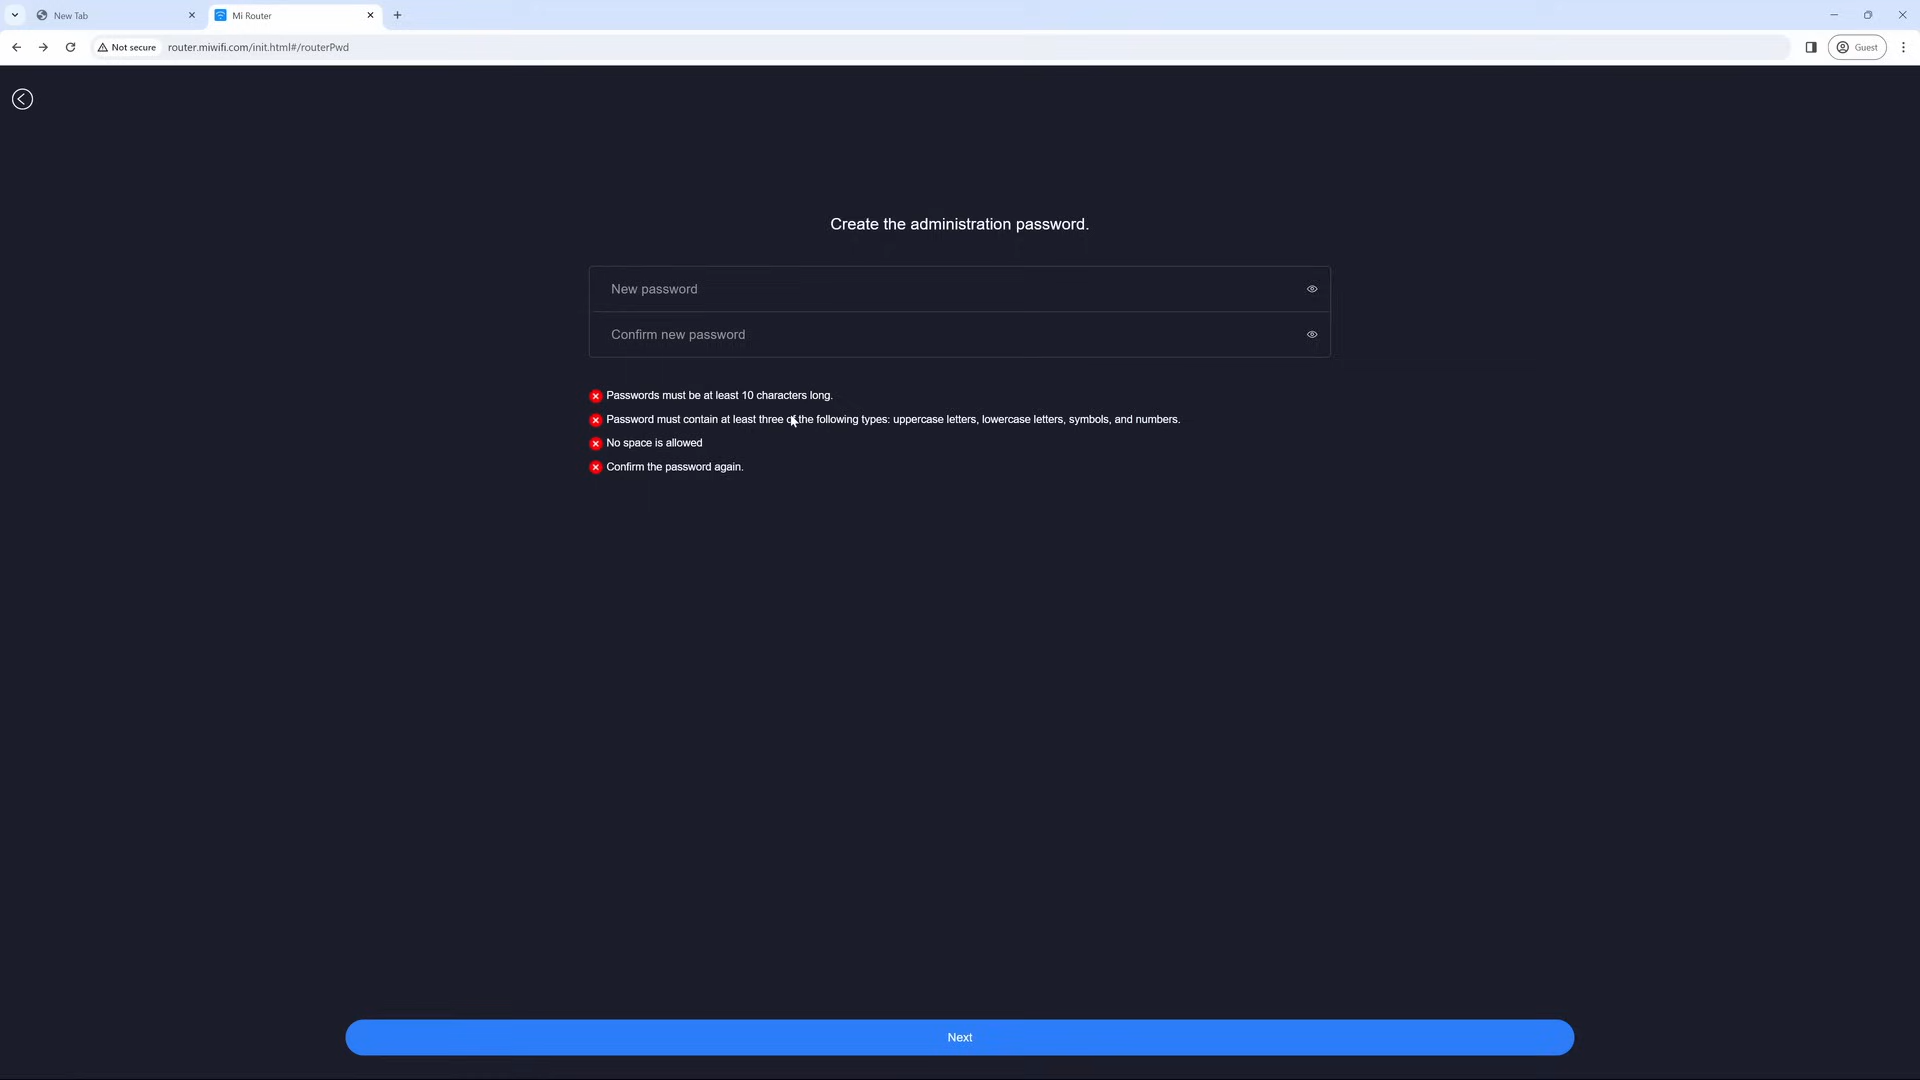 New Tab
Mi Router
Not secure
router.miwifi.com/init.html#/routerPwd
Guest
Create the administration password.
New password
Confirm new password
Passwords must be at least 10 characters long.
Password must contain at least three of the following types: uppercase letters, lowercase letters, symbols, and numbers.
No space is allowed
Confirm the password again.
Next